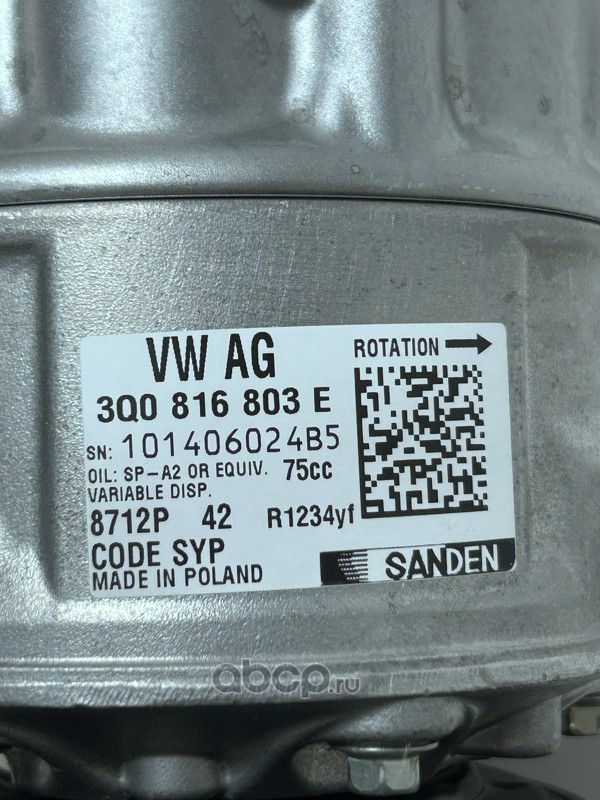 VW AG
ROTATION
3Q0 816 803 E
SN: 101406024B5
OIL: SP-A2 OR EQUIV. 75cc
VARIABLE DISP.
8712P 42 R1234yf
CODE SYP
MADE IN POLAND
SANDEN
abcp.ru